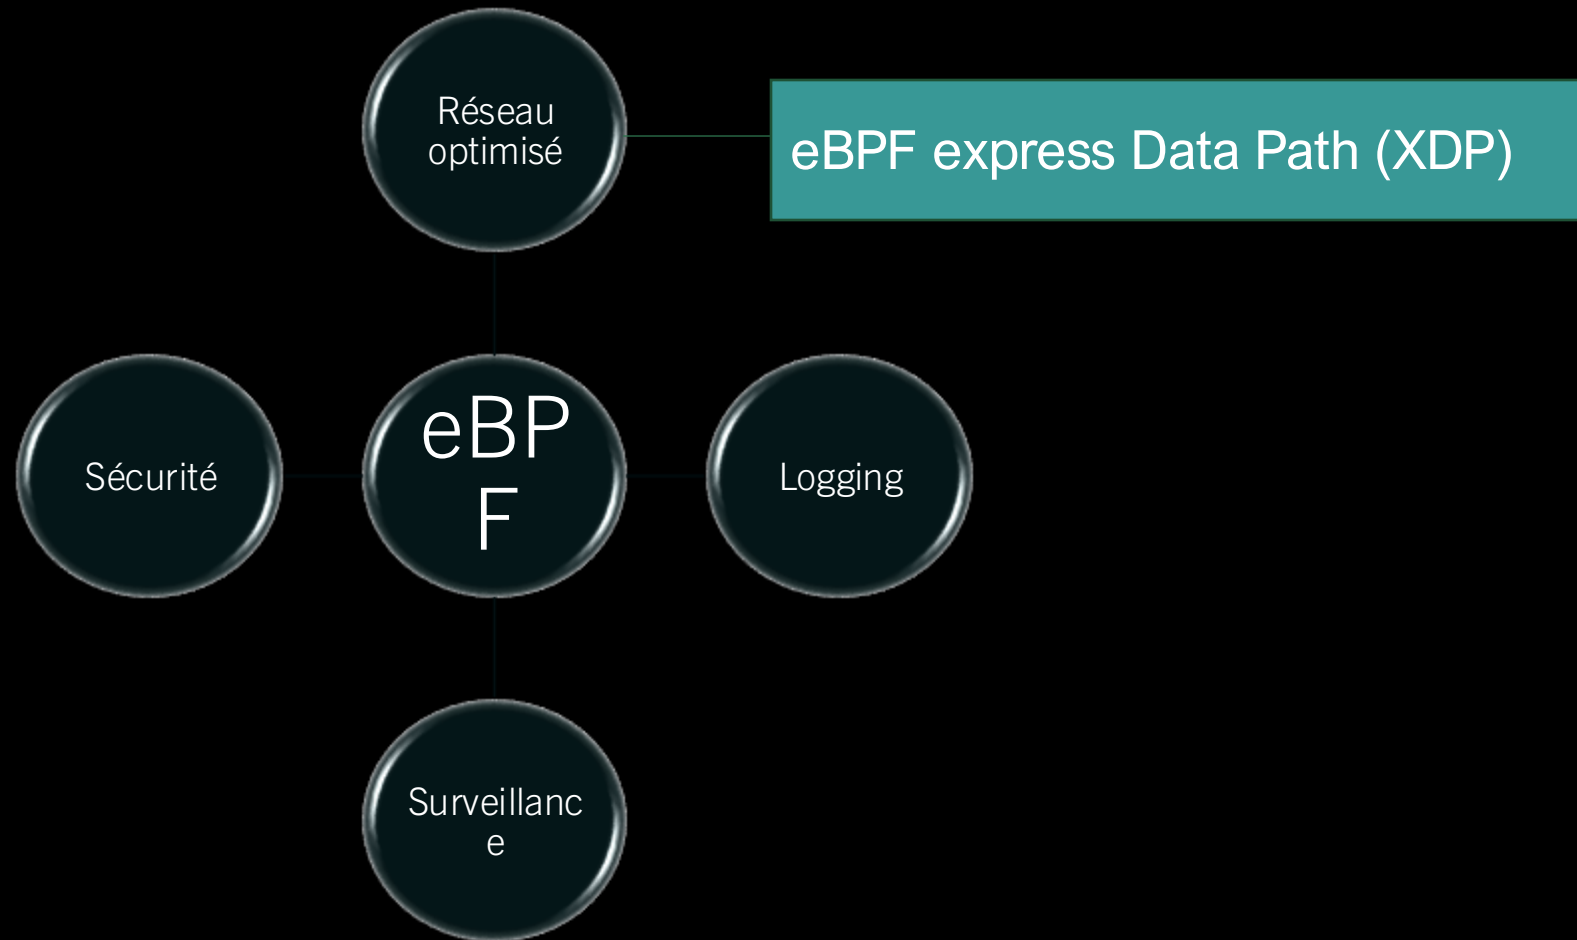 Réseau
optimisé
eBPF express Data Path (XDP)
Sécurité
eBP
F
Logging
Surveillanc
e